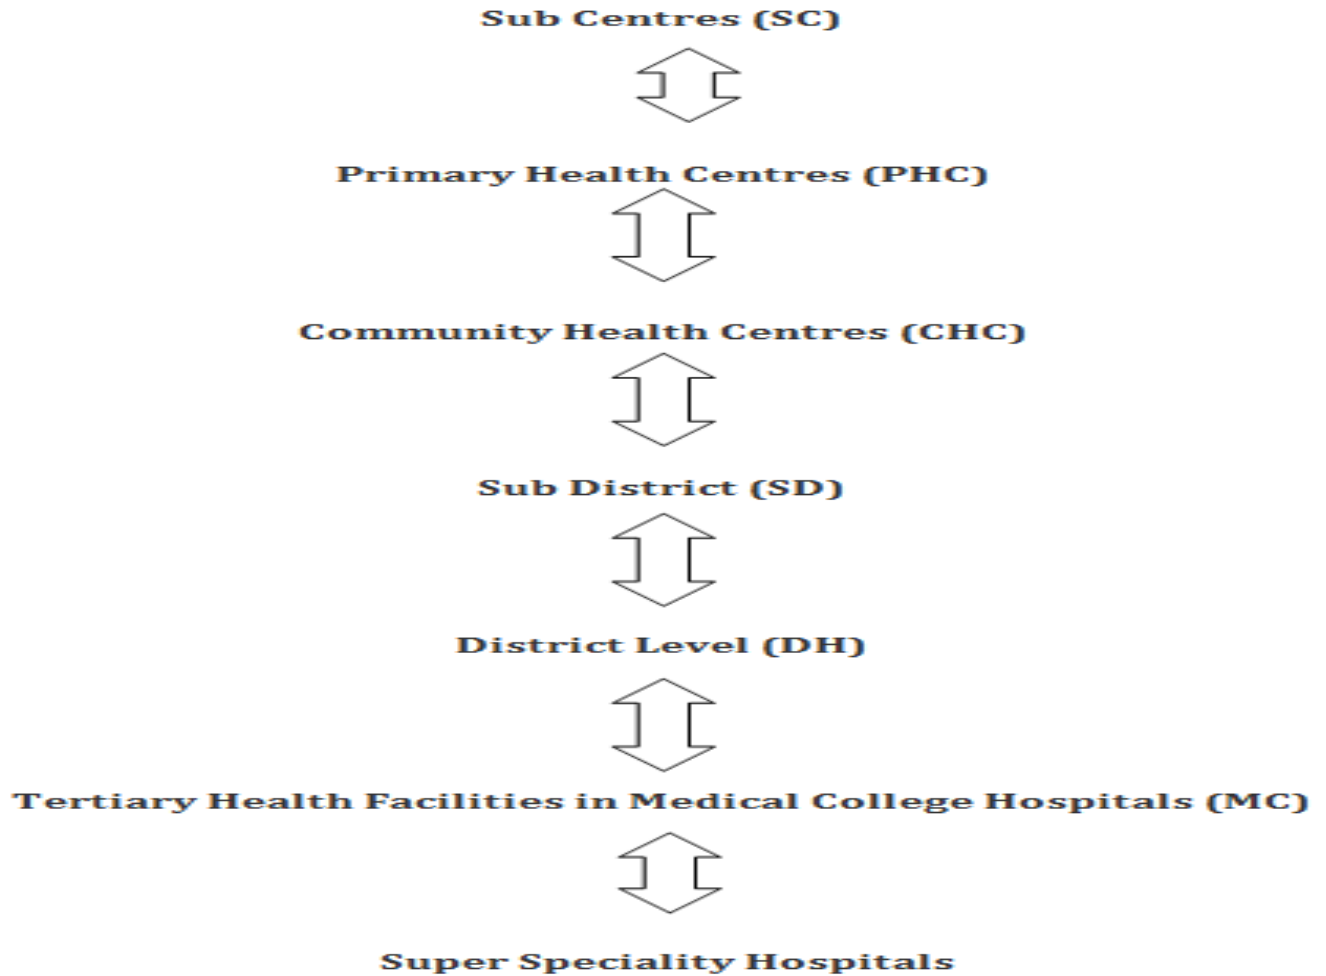 Sub Centres (SC)
Primary Health Centres (PHC)
Community Health Centres (CHC)
Sub District (SD)
District Level (DH)
Tertiary Health Facilities in Medical College Hospitals (MC)
Super Speciality Hospitals